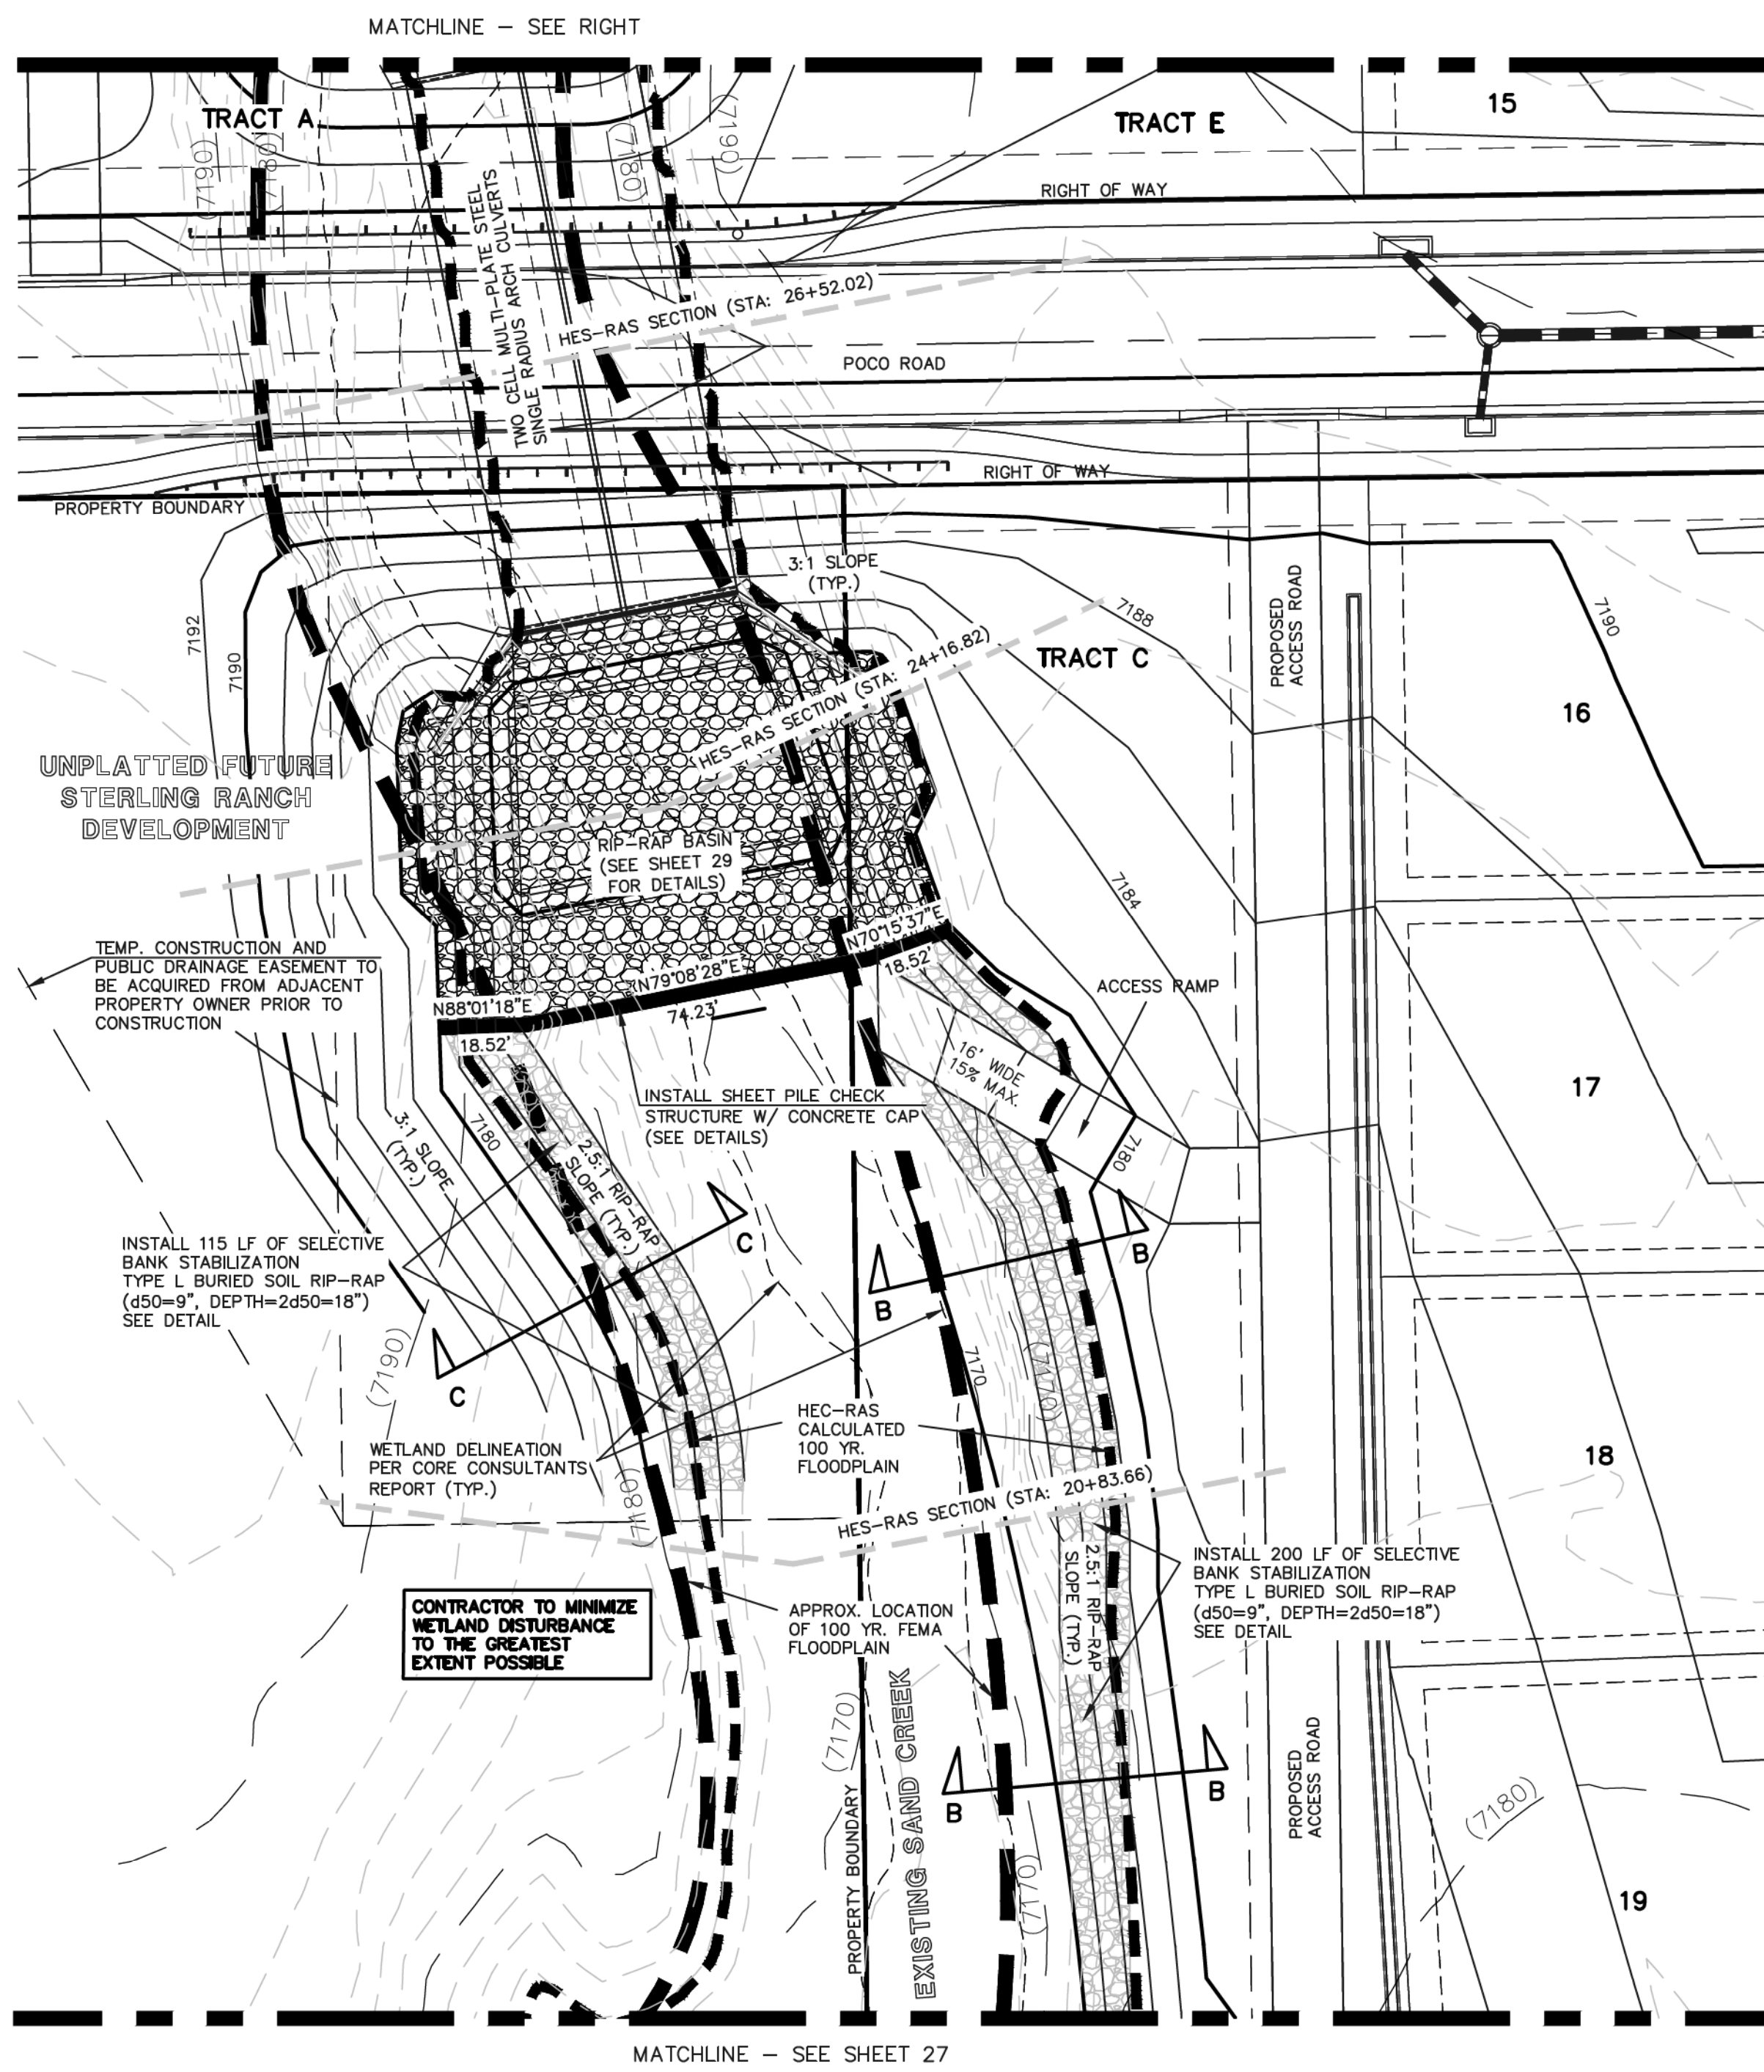 MATCHLINE – SEE RIGHT
TRACT A
TRACT E
15
(7190)
(7180)
(7180)
(7190)
RIGHT OF WAY
TWO CELL MULTI-PLATE STEEL
SINGLE RADIUS ARCH CULVERTS
HES-RAS SECTION (STA: 26+52.02)
POCO ROAD
RIGHT OF WAY
PROPERTY BOUNDARY
3:1 SLOPE
(TYP.)
7192
7190
7188
PROPOSED
ACCESS ROAD
7190
TRACT C
16
HES-RAS SECTION (STA: 24+16.82)
UNPLATTED FUTURE
STERLING RANCH
DEVELOPMENT
RIP-RAP BASIN
(SEE SHEET 29
FOR DETAILS)
7184
TEMP. CONSTRUCTION AND
PUBLIC DRAINAGE EASEMENT TO
BE ACQUIRED FROM ADJACENT
PROPERTY OWNER PRIOR TO
CONSTRUCTION
N70°15'37"E
18.52'
N79°08'28"E
74.23'
N88°01'18"E
18.52'
ACCESS RAMP
16' WIDE
15% MAX.
INSTALL SHEET PILE CHECK
STRUCTURE W/ CONCRETE CAP
(SEE DETAILS)
17
3:1 SLOPE
(TYP.)
7180
2.5:1 RIP-RAP
SLOPE (TYP.)
7180
INSTALL 115 LF OF SELECTIVE
BANK STABILIZATION
TYPE L BURIED SOIL RIP-RAP
(d50=9", DEPTH=2d50=18")
SEE DETAIL
C
C
B
B
(7190)
7170
(7170)
HEC-RAS
CALCULATED
100 YR.
FLOODPLAIN
WETLAND DELINEATION
PER CORE CONSULTANTS
REPORT (TYP.)
(7180)
18
HES-RAS SECTION (STA: 20+83.66)
2.5:1 RIP-RAP
SLOPE (TYP.)
INSTALL 200 LF OF SELECTIVE
BANK STABILIZATION
TYPE L BURIED SOIL RIP-RAP
(d50=9", DEPTH=2d50=18")
SEE DETAIL
CONTRACTOR TO MINIMIZE
WETLAND DISTURBANCE
TO THE GREATEST
EXTENT POSSIBLE
APPROX. LOCATION
OF 100 YR. FEMA
FLOODPLAIN
(7170)
PROPERTY BOUNDARY
EXISTING SAND CREEK
B
B
PROPOSED
ACCESS ROAD
(7180)
(7170)
19
MATCHLINE – SEE SHEET 27